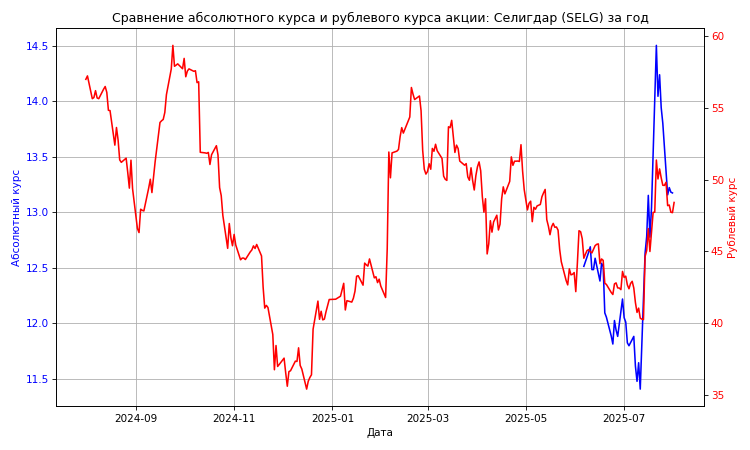 Сравнение абсолютного курса и рублевого курса акции: Селигдар (SELG) за год
Абсолютный курс
14.5
14.0
13.5
13.0
12.5
12.0
11.5
60
55
50
45
40
35
Рублевый курс
2024-09 2024-11 2025-01 2025-03 2025-05 2025-07
Дата